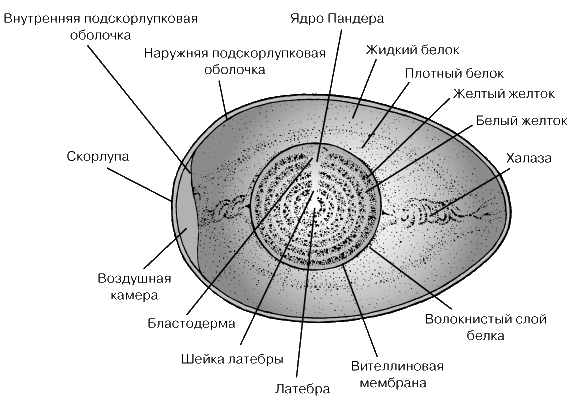 Внутренняя подскорлупковая
оболочка
Ядро Пандера
Наружняя подскорлупковая
оболочка
Жидкий белок
Плотный белок
Желтый желток
Белый желток
Скорлупа
Халаза
Воздушная
камера
Бластодерма
Волокнистый слой
белка
Шейка латебры
Вителлиновая
мембрана
Латебра